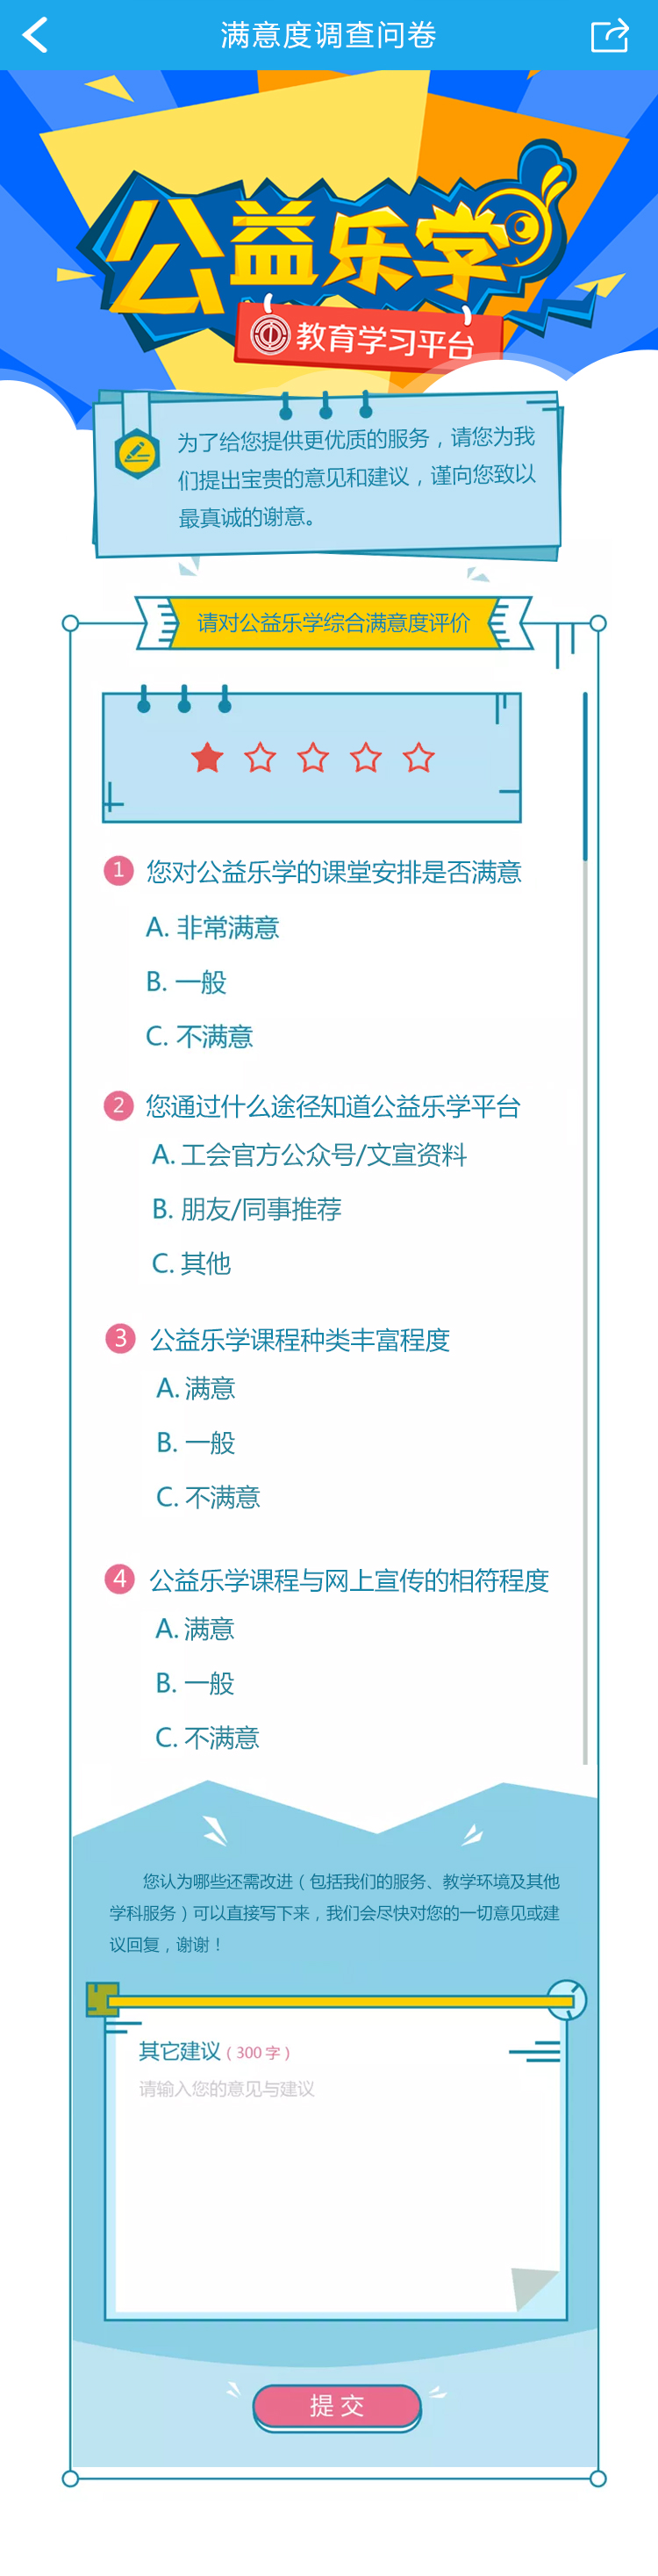 满意度调查问卷
公益乐学
教育学习平台
为了给您提供更优质的服务，请您为我
们提出宝贵的意见和建议，谨向您致以
最真诚的谢意。
请对公益乐学综合满意度评价
1 您对公益乐学的课堂安排是否满意
A. 非常满意
B. 一般
C. 不满意
2 您通过什么途径知道公益乐学平台
A. 工会官方公众号/文宣资料
B. 朋友/同事推荐
C. 其他
3 公益乐学课程种类丰富程度
A. 满意
B. 一般
C. 不满意
4 公益乐学课程与网上宣传的相符程度
A. 满意
B. 一般
C. 不满意
您认为哪些还需改进（包括我们的服务、教学环境及其他
学科服务）可以直接写下来，我们会尽快对您的一切意见或建
议回复，谢谢！
其它建议（300 字）
请输入您的意见与建议
提 交